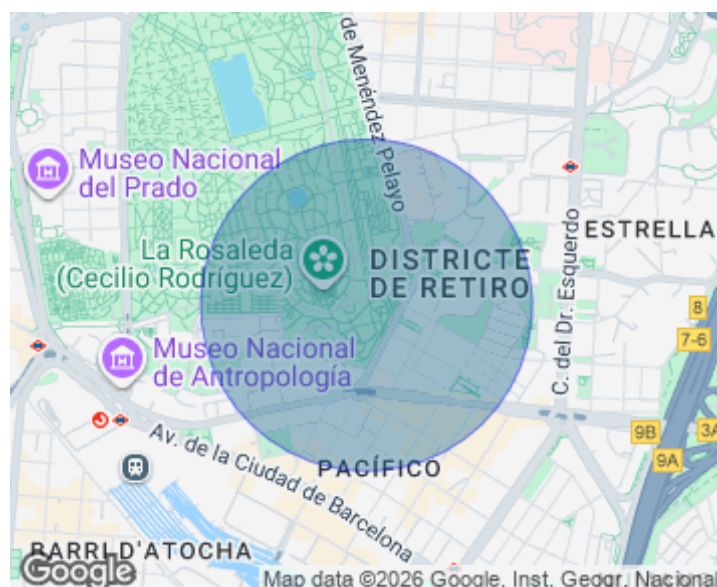 de Menéndez Pelayo
Museo Nacional
del Prado
La Rosaleda
(Cecilio Rodríguez)
DISTRICTE
DE RETIRO
ESTRELLA
C. del Dr. Esquerdo
8
7-6
Museo Nacional
de Antropología
Av. de la Ciudad de Barcelona
PACÍFICO
9B
3A
9A
BARRI D'ATOCHA
Google
Map data ©2026 Google, Inst. Geogr. Nacional